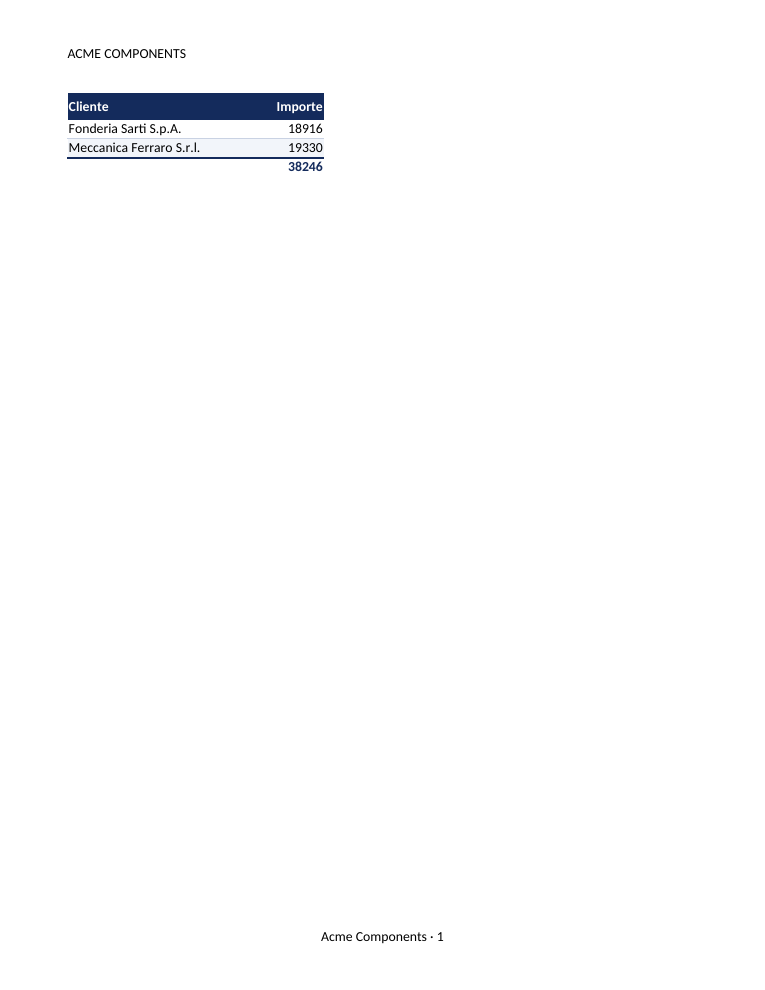 ACME COMPONENTS
Cliente Importe
Fonderia Sarti S.p.A. 18916
Meccanica Ferraro S.r.l. 19330
38246
Acme Components · 1